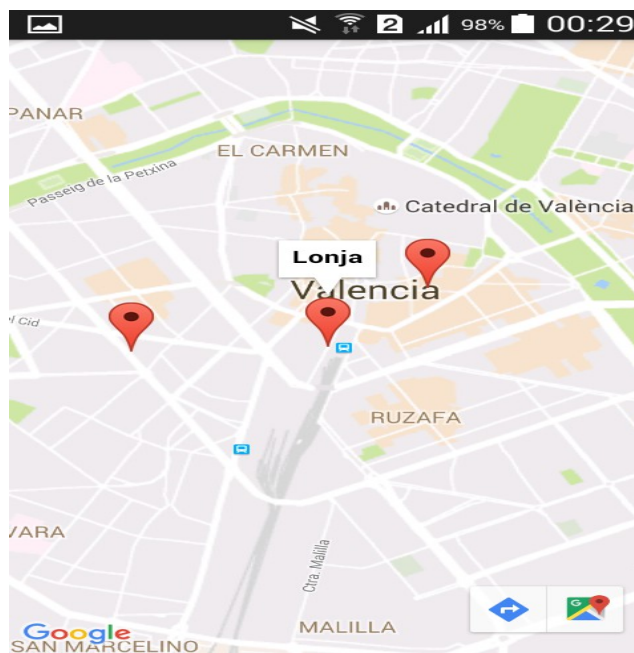 2 98% 00:29
PANAR
EL CARMEN
Passeig de la Petxina
Catedral de València
Lonja
Valencia
el Cid
RUZAFA
VARA
Ctra. Malilla
G
Google
MALILLA
SAN MARCELINO